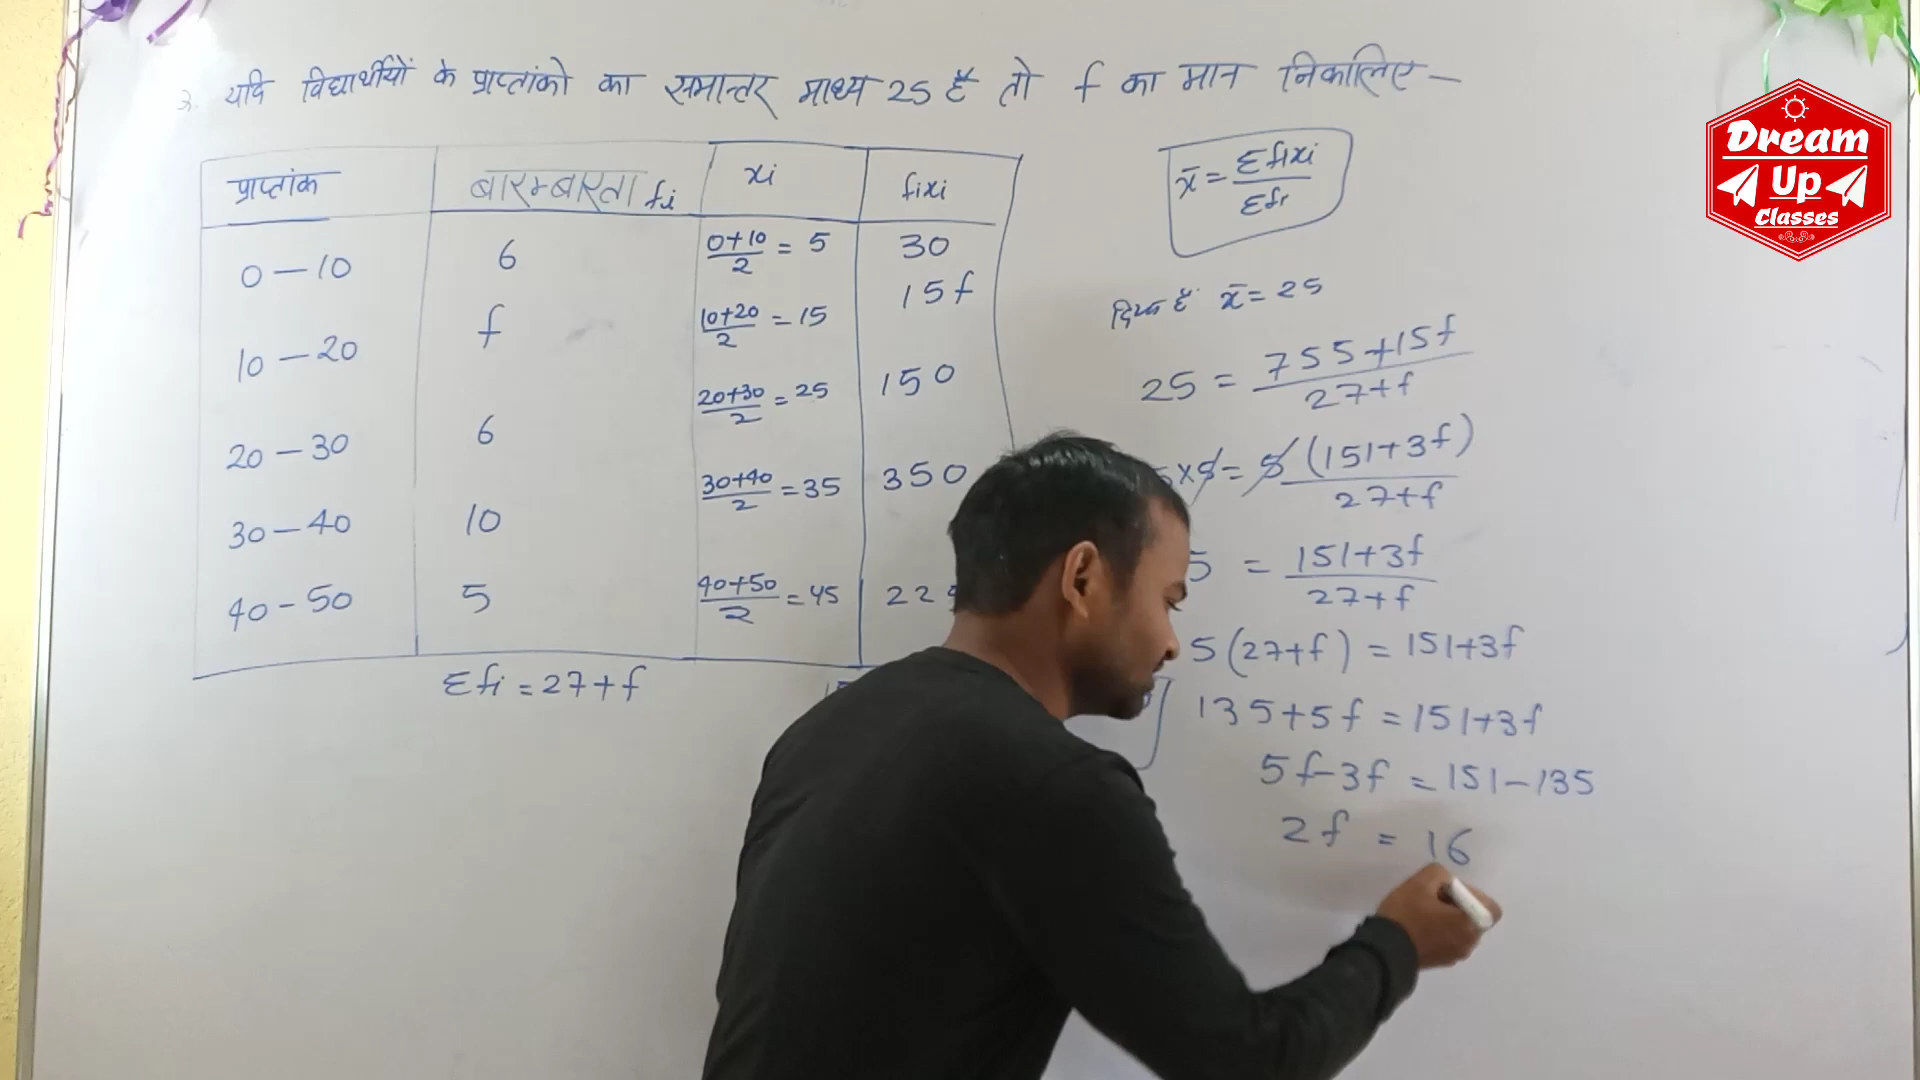 3. यदि विद्यार्थीयों के प्राप्तांको का समान्तर माध्य 25 है तो f का मान निकालिए —
प्राप्तांक बारम्बारता fi xi fixi
0 — 10 6 0+10/2 = 5 30
10 — 20 f 10+20/2 = 15 15f
20 — 30 6 20+30/2 = 25 150
30 — 40 10 30+40/2 = 35 350
40 - 50 5 40+50/2 = 45 22
Σfi = 27+f
x̄ = Σfixi/Σfi
दिया है x̄ = 25
25 = 755+15f/27+f
×5 = 5(151+3f)/27+f
5 = 151+3f/27+f
5(27+f) = 151+3f
135+5f = 151+3f
5f-3f = 151-135
2f = 16
Dream
Up
Classes